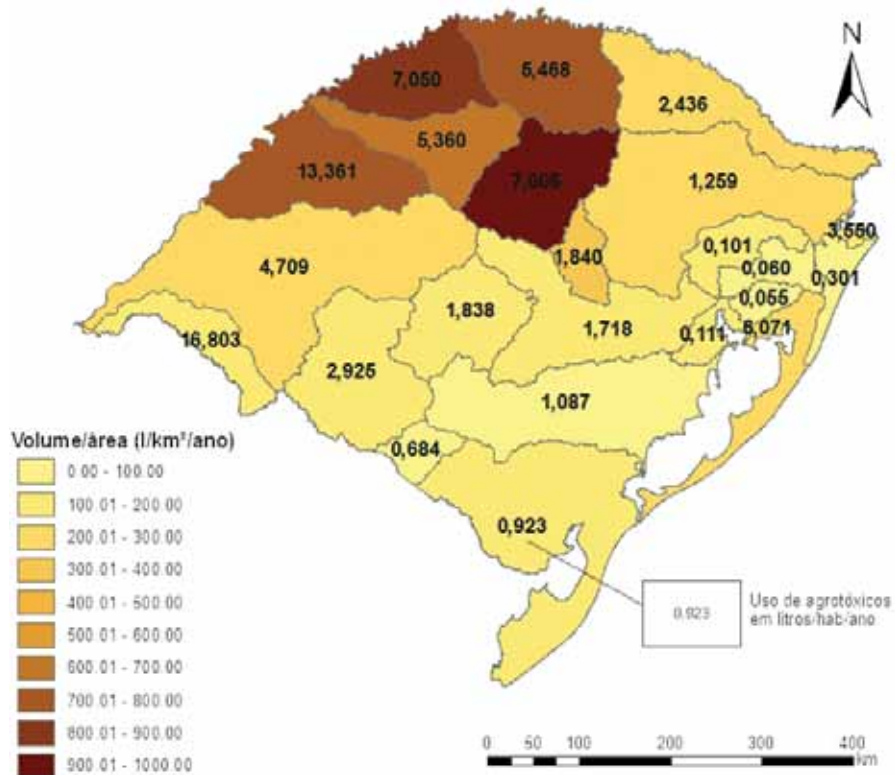 N
7,050
5,468
2,436
5,360
13,361
1,259
3,550
0,101
4,709
1,840
0,060
0,301
0,055
1,838
1,718
0,111
16,803
2,925
1,087
0,684
0,923
Volume/área (l/km²/ano)
0.00 - 100.00
100.01 - 200.00
200.01 - 300.00
300.01 - 400.00
400.01 - 500.00
500.01 - 600.00
600.01 - 700.00
700.01 - 800.00
800.01 - 900.00
900.01 - 1000.00
0.923
Uso de agrotóxicos
em litros/hab/ano
0 50 100 200 300 400
km